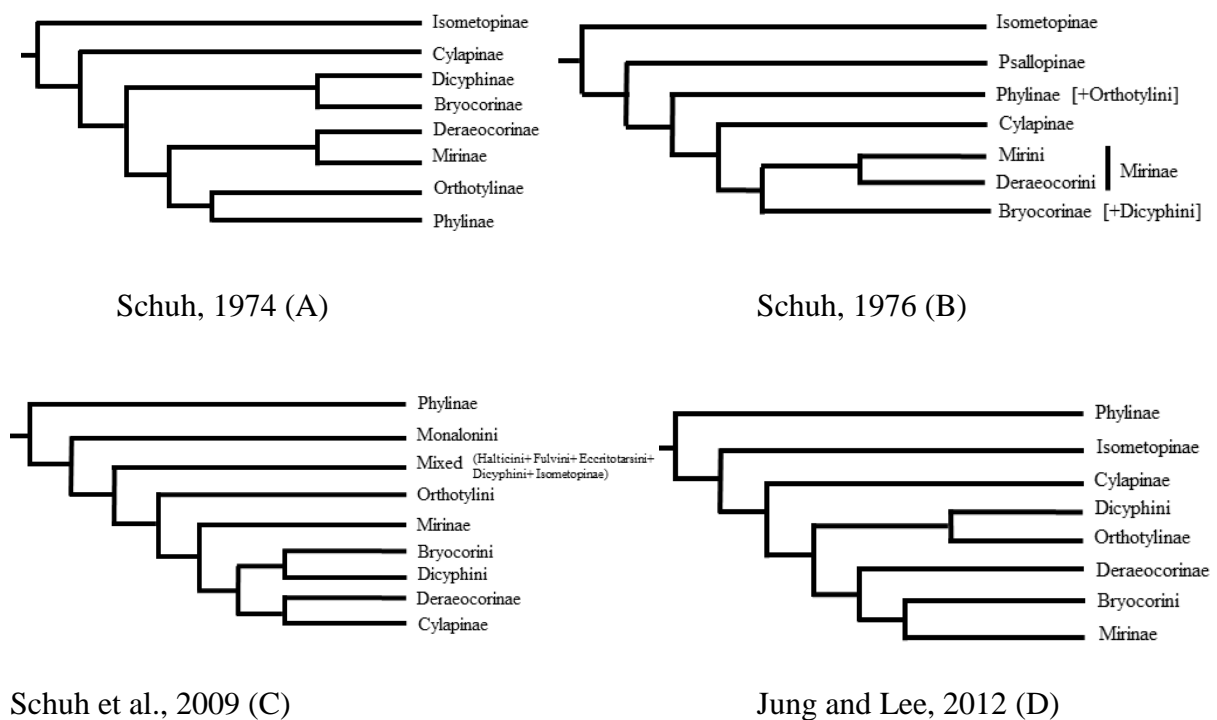 Isometopinae
Cylapinae
Dicyphinae
Bryocorinae
Deraeocorinae
Mirinae
Orthotylinae
Phylinae
Schuh, 1974 (A)
Isometopinae
Psallopinae
Phylinae [+Orthotylini]
Cylapinae
Mirini
Deraeocorini
Mirinae
Bryocorinae [+Dicyphini]
Schuh, 1976 (B)
Phylinae
Monalonini
Mixed (Halticini+ Fulvini+ Eccritotarsini+
Dicyphini+ Isometopinae)
Orthotylini
Mirinae
Bryocorini
Dicyphini
Deraeocorinae
Cylapinae
Schuh et al., 2009 (C)
Phylinae
Isometopinae
Cylapinae
Dicyphini
Orthotylinae
Deraeocorinae
Bryocorini
Mirinae
Jung and Lee, 2012 (D)